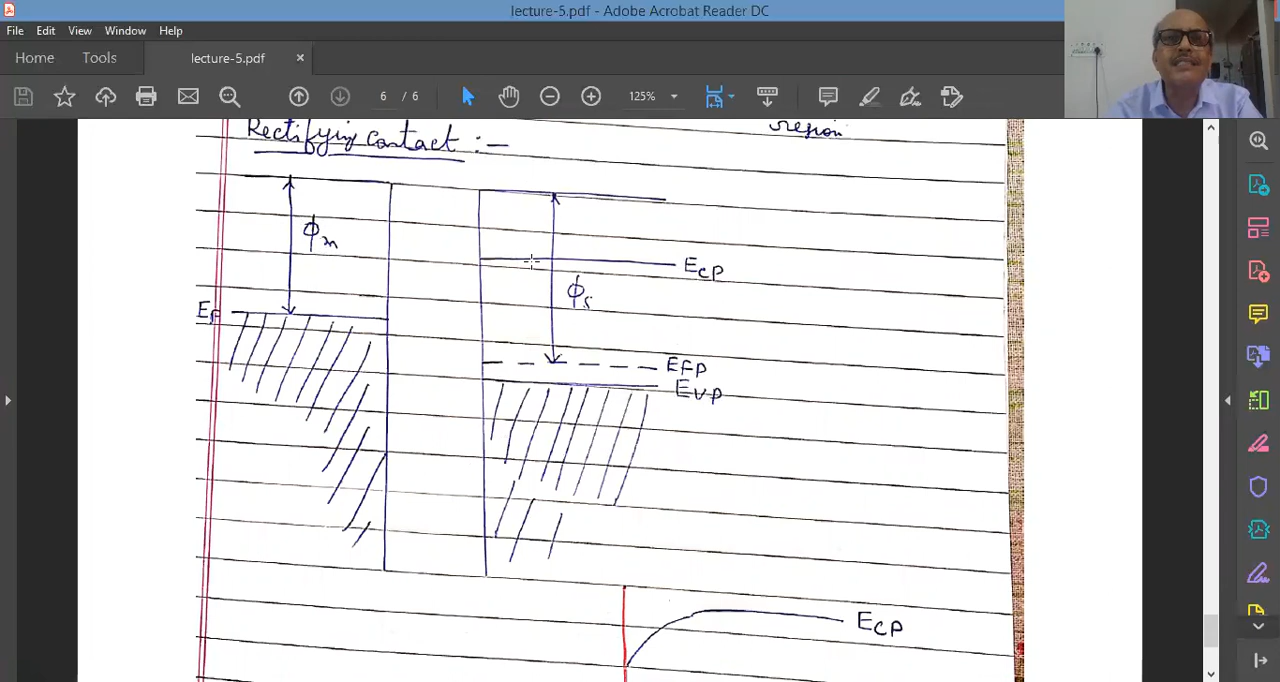 lecture-5.pdf - Adobe Acrobat Reader DC
File Edit View Window Help
Home Tools lecture-5.pdf ×
6 / 6 125%
region
Rectifying Contact :-
ϕm
ECP
ϕs
EF
EFP
EVP
ECP